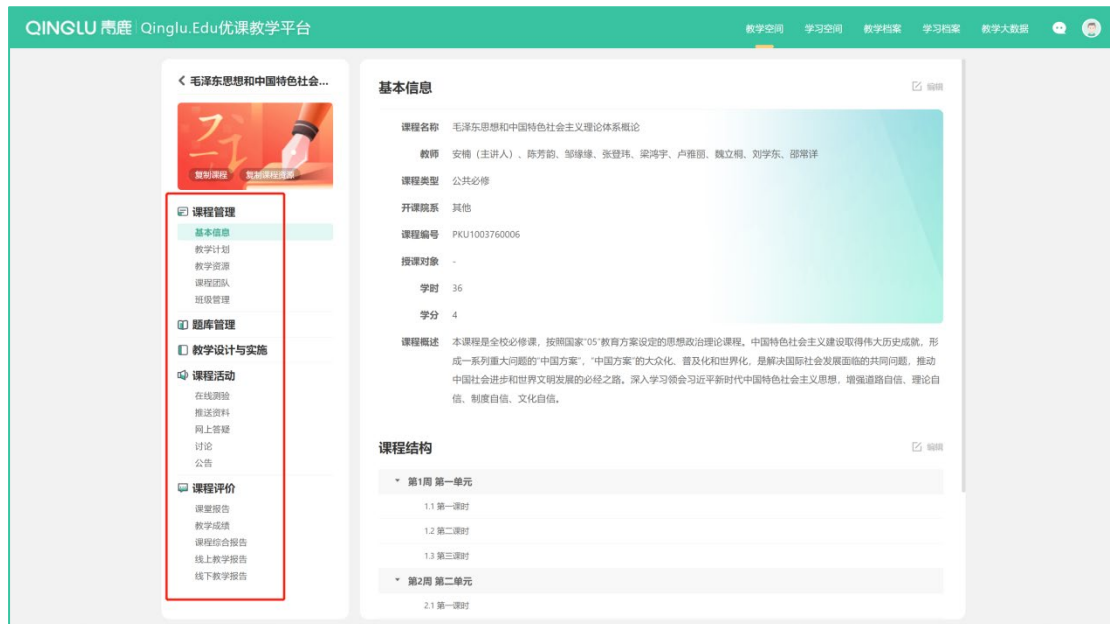 QINGLU 青鹿 Qinglu.Edu优课教学平台
教学空间 学习空间 教学档案 学习档案 教学大数据
毛泽东思想和中国特色社会...
复制课程 复制课程资源
课程管理
基本信息
教学计划
教学资源
课程团队
班级管理
题库管理
教学设计与实施
课程活动
在线测验
推送资料
网上答疑
讨论
公告
课程评价
课堂报告
教学成绩
课程综合报告
线上教学报告
线下教学报告
基本信息 编辑
课程名称 毛泽东思想和中国特色社会主义理论体系概论
教师 安楠（主讲人）、陈芳韵、邹缘缘、张登玮、梁鸿宇、卢雅丽、魏立桐、刘学东、邵常洋
课程类型 公共必修
开课院系 其他
课程编号 PKU1003760006
授课对象 -
学时 36
学分 4
课程概述 本课程是全校必修课，按照国家"05"教育方案设定的思想政治理论课程。中国特色社会主义建设取得伟大历史成就，形
成一系列重大问题的"中国方案"，"中国方案"的大众化、普及化和世界化，是解决国际社会发展面临的共同问题，推动
中国社会进步和世界文明发展的必经之路。深入学习领会习近平新时代中国特色社会主义思想，增强道路自信、理论自
信、制度自信、文化自信。
课程结构 编辑
第1周 第一单元
1.1 第一课时
1.2 第二课时
1.3 第三课时
第2周 第二单元
2.1 第一课时